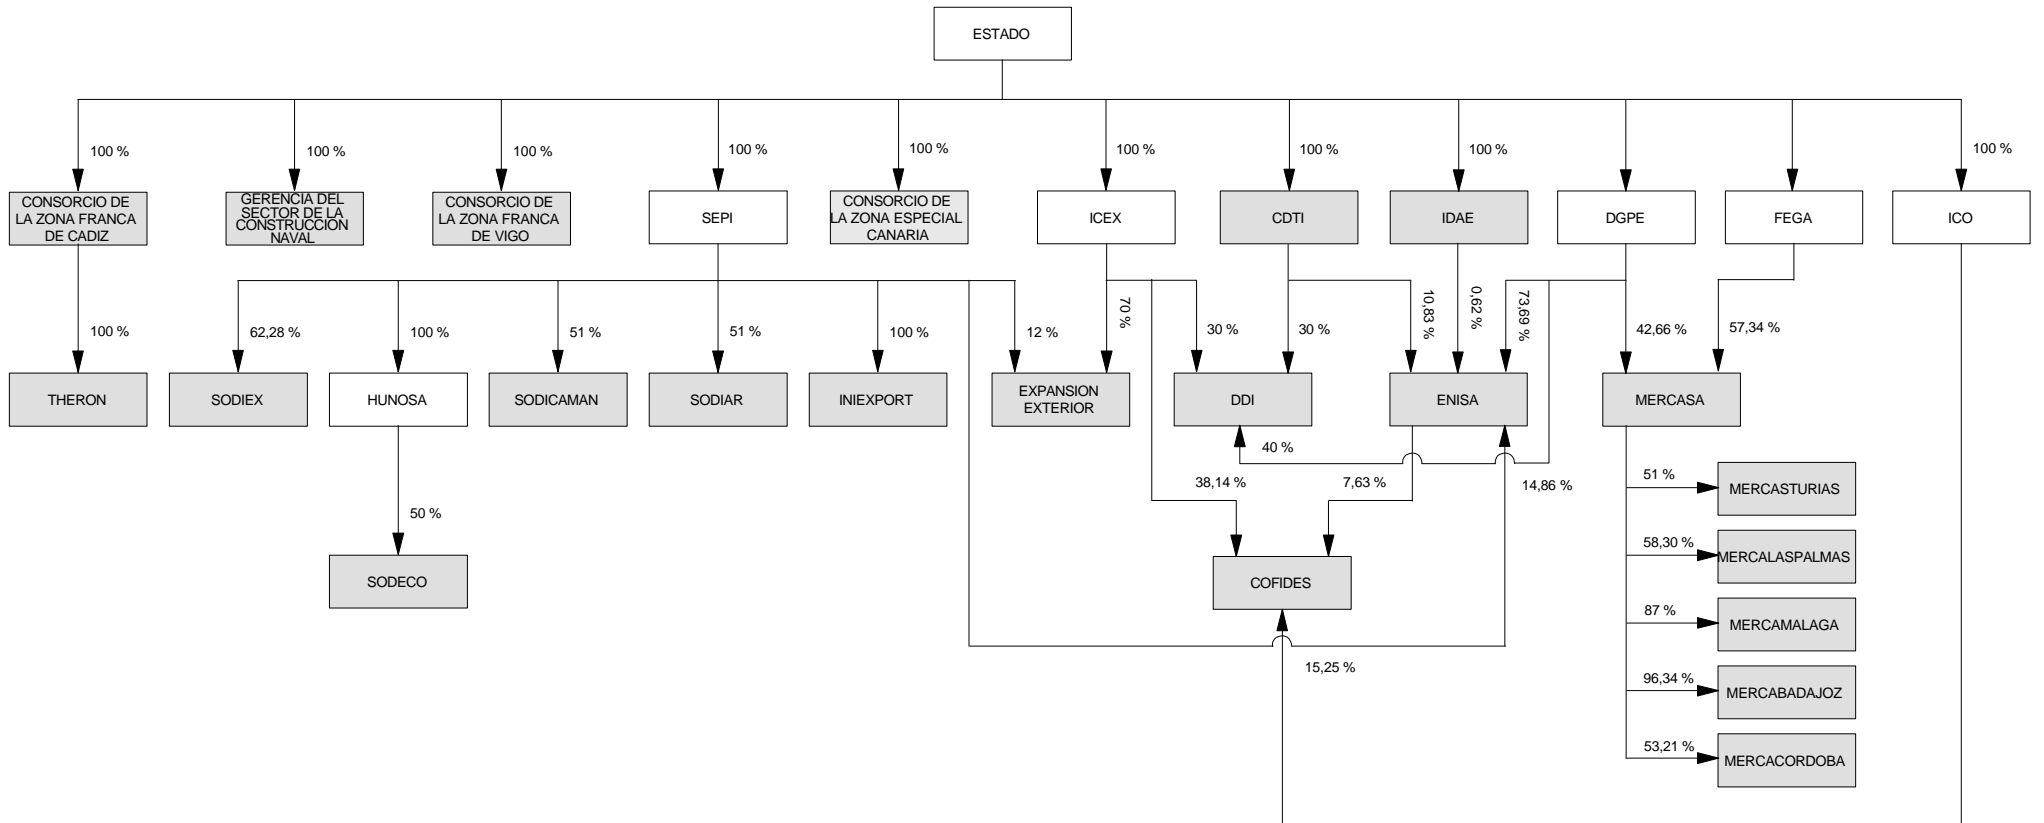 ESTADO
100 %
100 %
100 %
100 %
100 %
100 %
100 %
100 %
100 %
CONSORCIO DE
LA ZONA FRANCA
DE CADIZ
GERENCIA DEL
SECTOR DE LA
CONSTRUCCION
NAVAL
CONSORCIO DE
LA ZONA FRANCA
DE VIGO
SEPI
CONSORCIO DE
LA ZONA ESPECIAL
CANARIA
ICEX
CDTI
IDAE
DGPE
FEGA
ICO
100 %
62,28 %
100 %
51 %
51 %
100 %
12 %
70 %
30 %
30 %
10,83 %
0,62 %
73,69 %
42,66 %
57,34 %
THERON
SODIEX
HUNOSA
SODICAMAN
SODIAR
INIEXPORT
EXPANSION
EXTERIOR
DDI
ENISA
MERCASA
40 %
38,14 %
7,63 %
14,86 %
51 %
MERCASTURIAS
50 %
58,30 %
MERCALASPALMAS
SODECO
COFIDES
87 %
MERCAMALAGA
15,25 %
96,34 %
MERCABADAJOZ
53,21 %
MERCACORDOBA